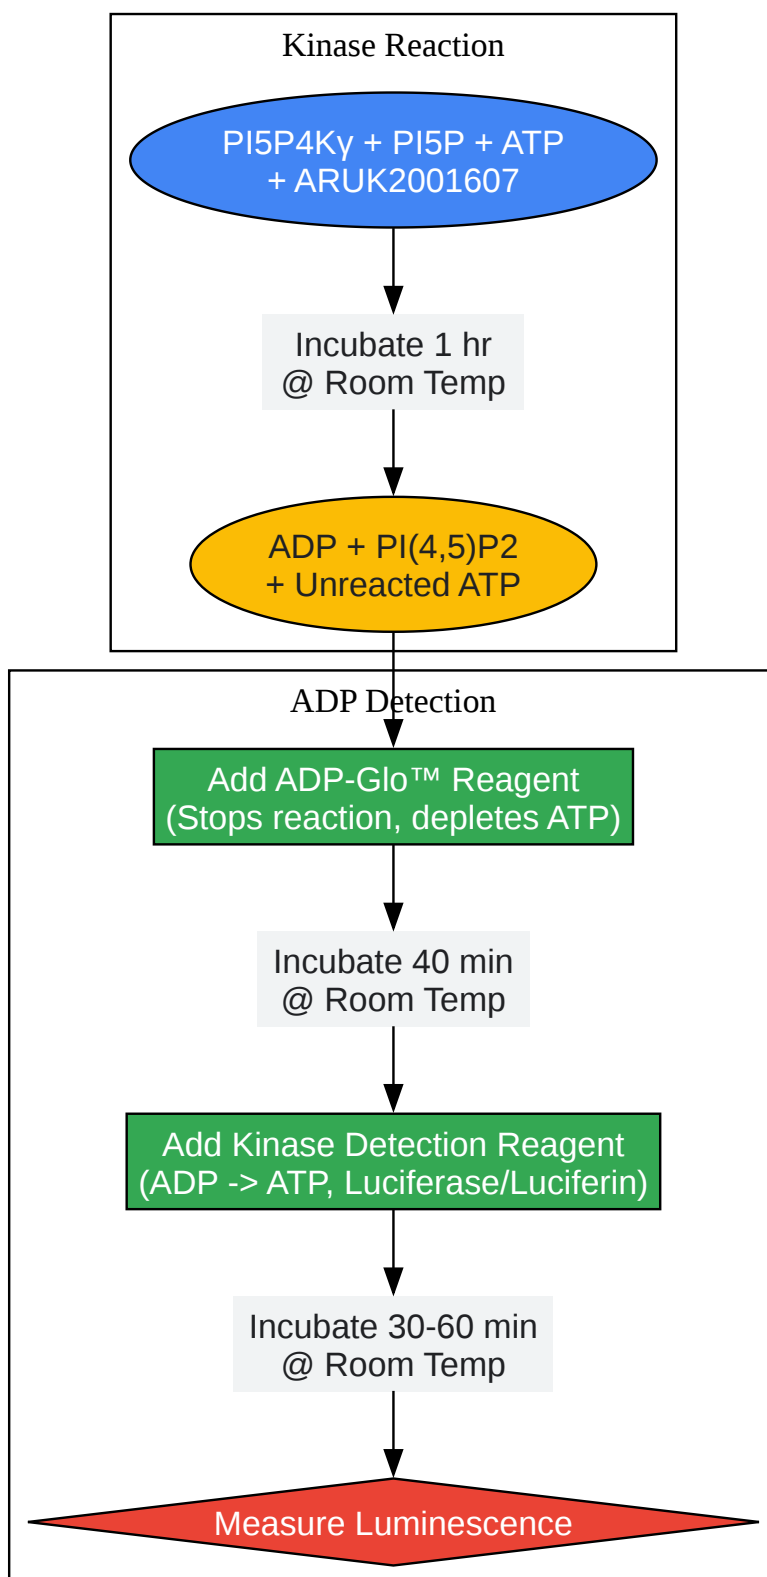 Kinase Reaction
PI5P4Kγ + PI5P + ATP
+ ARUK2001607
Incubate 1 hr
@ Room Temp
ADP + PI(4,5)P2
+ Unreacted ATP
ADP Detection
Add ADP-Glo™ Reagent
(Stops reaction, depletes ATP)
Incubate 40 min
@ Room Temp
Add Kinase Detection Reagent
(ADP -> ATP, Luciferase/Luciferin)
Incubate 30-60 min
@ Room Temp
Measure Luminescence